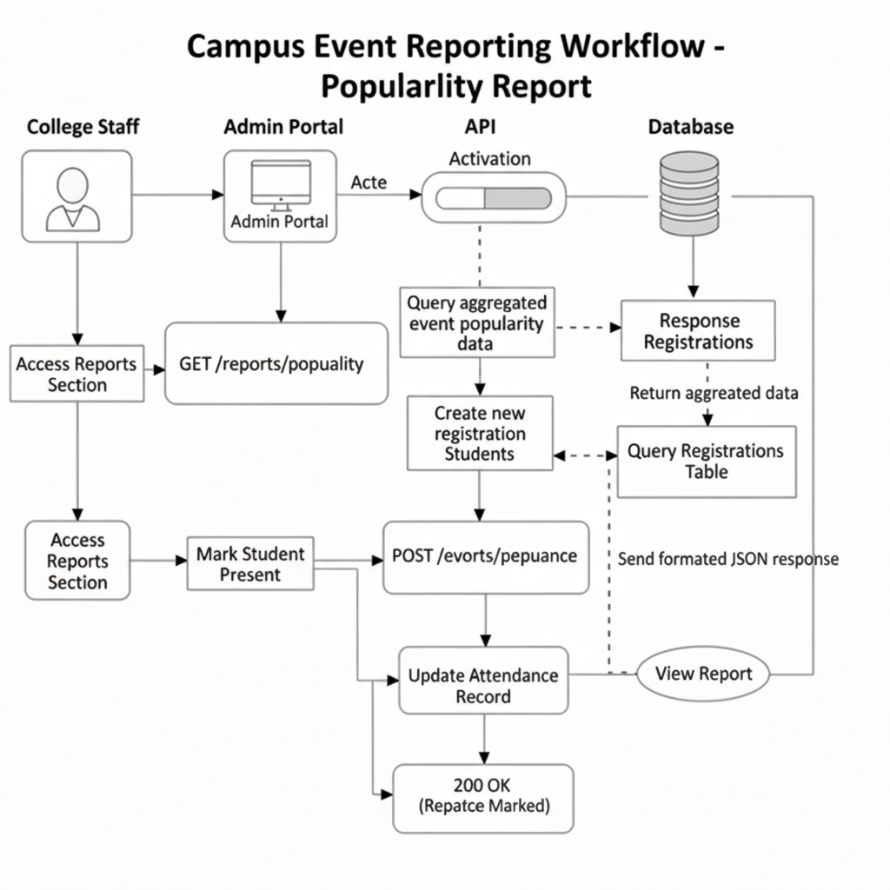 Campus Event Reporting Workflow -
Popularlity Report
College Staff
Admin Portal
API
Database
Activation
Acte
Admin Portal
Query aggregated
event popularity
data
Response
Registrations
Access Reports
Section
GET /reports/popuality
Return aggreated data
Create new
registration
Students
Query Registrations
Table
Access
Reports
Section
Mark Student
Present
POST /evorts/pepuance
Send formated JSON response
Update Attendance
Record
View Report
200 OK
(Repatce Marked)